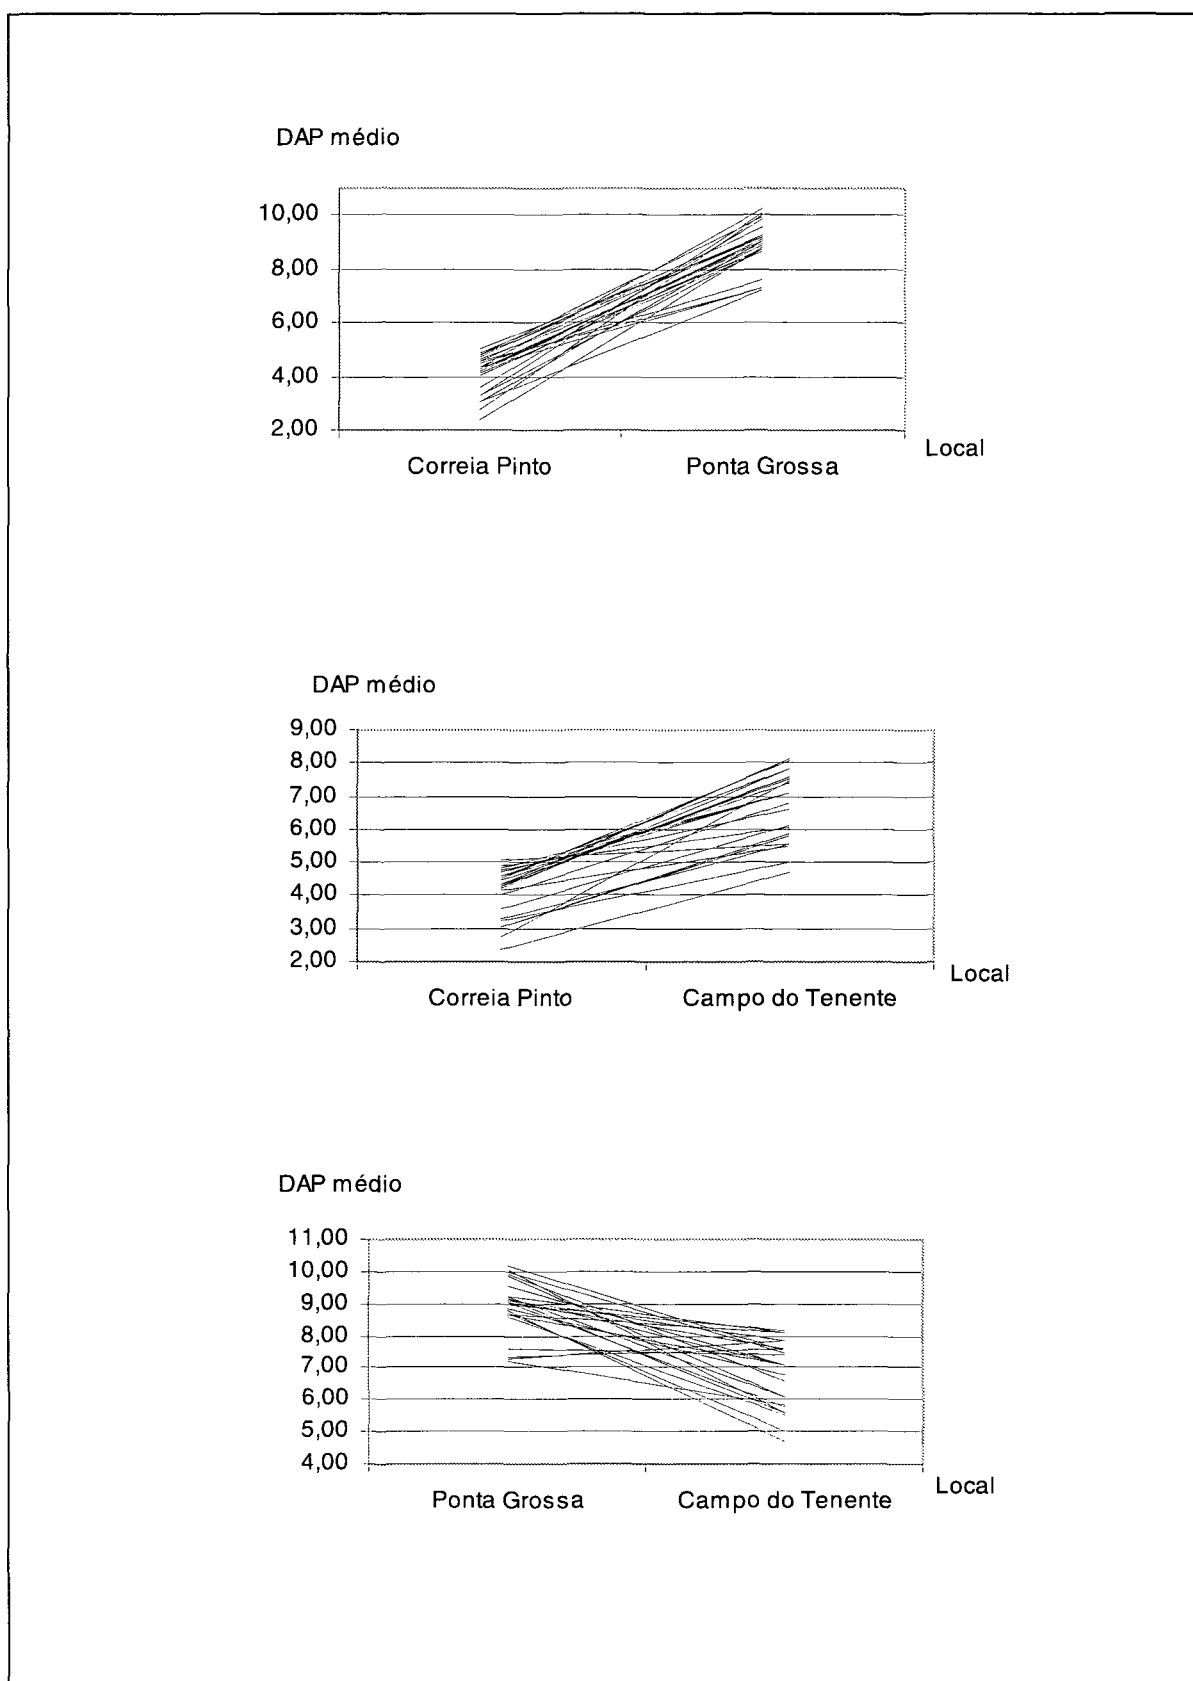 DAP médio
10,00
8,00
6,00
4,00
2,00
Local
Correia Pinto Ponta Grossa
DAP médio
9,00
8,00
7,00
6,00
5,00
4,00
3,00
2,00
Local
Correia Pinto Campo do Tenente
DAP médio
11,00
10,00
9,00
8,00
7,00
6,00
5,00
4,00
Local
Ponta Grossa Campo do Tenente